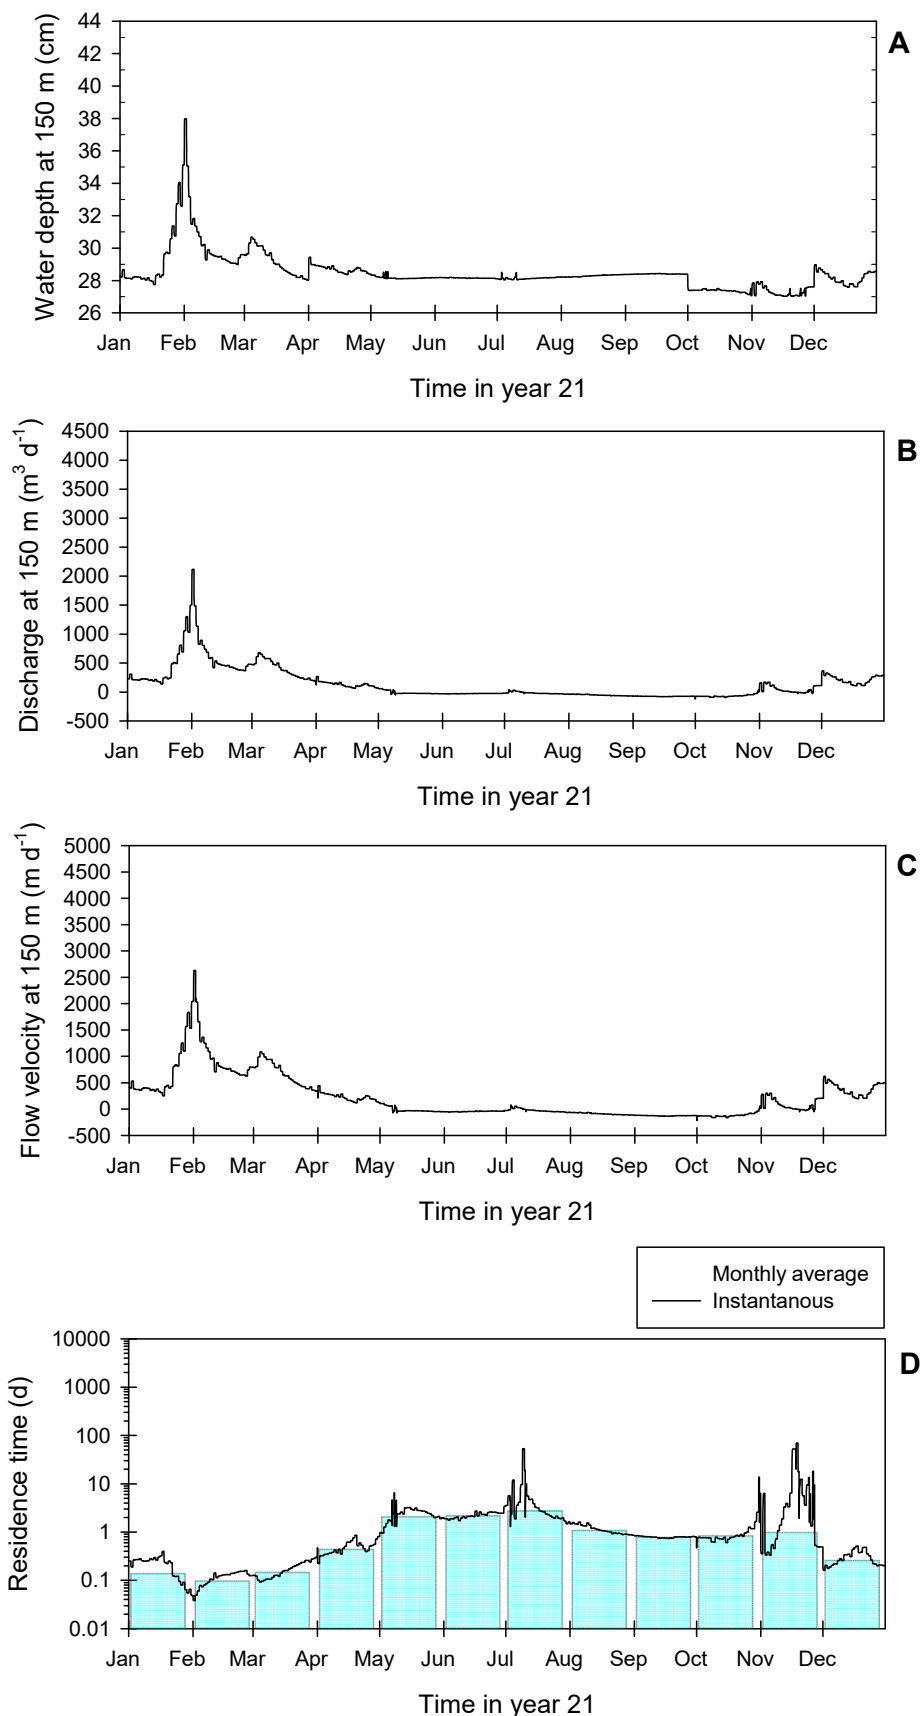 A
Water depth at 150 m (cm)
44
42
40
38
36
34
32
30
28
26
Jan Feb Mar Apr May Jun Jul Aug Sep Oct Nov Dec
Time in year 21
B
Discharge at 150 m (m³ d⁻¹)
4500
4000
3500
3000
2500
2000
1500
1000
500
0
-500
Jan Feb Mar Apr May Jun Jul Aug Sep Oct Nov Dec
Time in year 21
C
Flow velocity at 150 m (m d⁻¹)
5000
4500
4000
3500
3000
2500
2000
1500
1000
500
0
-500
Jan Feb Mar Apr May Jun Jul Aug Sep Oct Nov Dec
Time in year 21
Monthly average
Instantanous
D
Residence time (d)
10000
1000
100
10
1
0.1
0.01
Jan Feb Mar Apr May Jun Jul Aug Sep Oct Nov Dec
Time in year 21